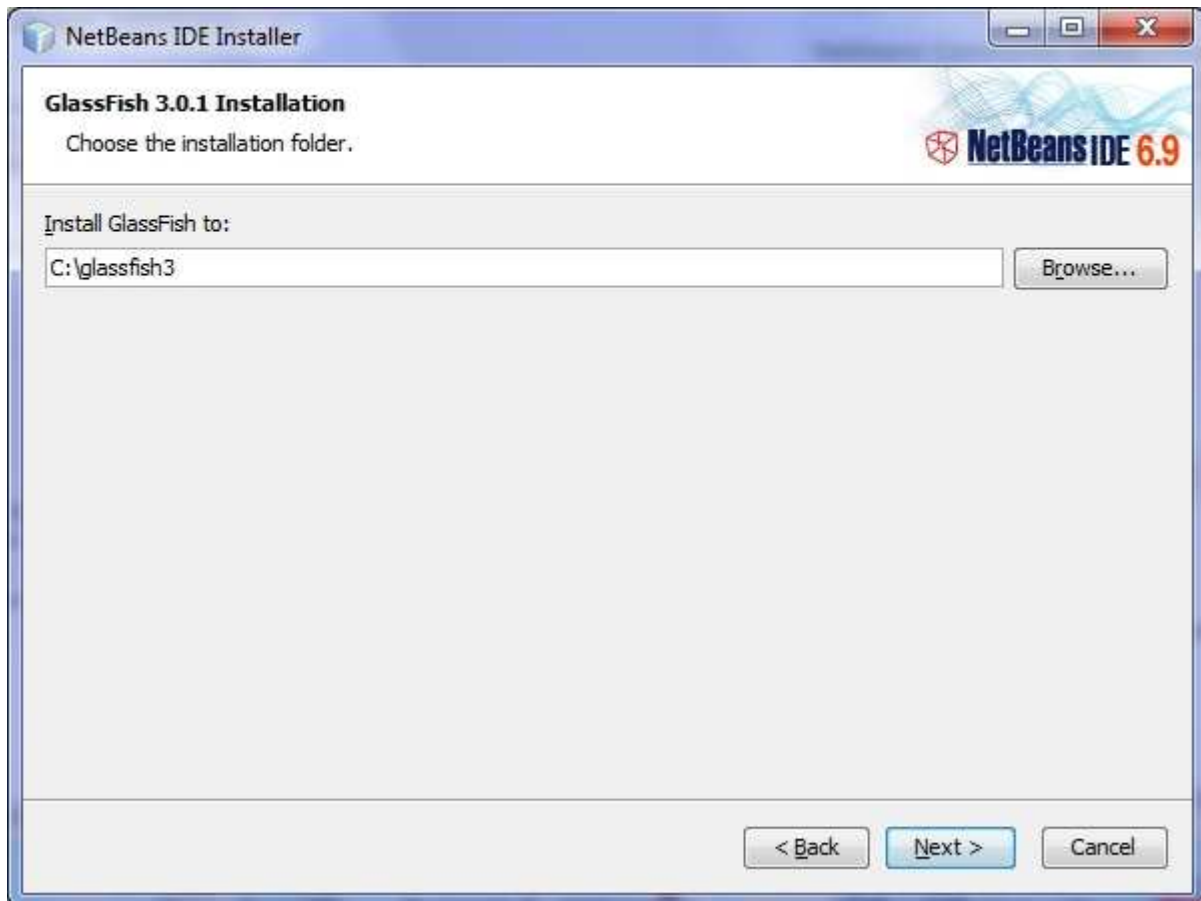 NetBeans IDE Installer
GlassFish 3.0.1 Installation
Choose the installation folder.
NetBeans IDE 6.9
Install GlassFish to:
C:\glassfish3
Browse...
< Back
Next >
Cancel